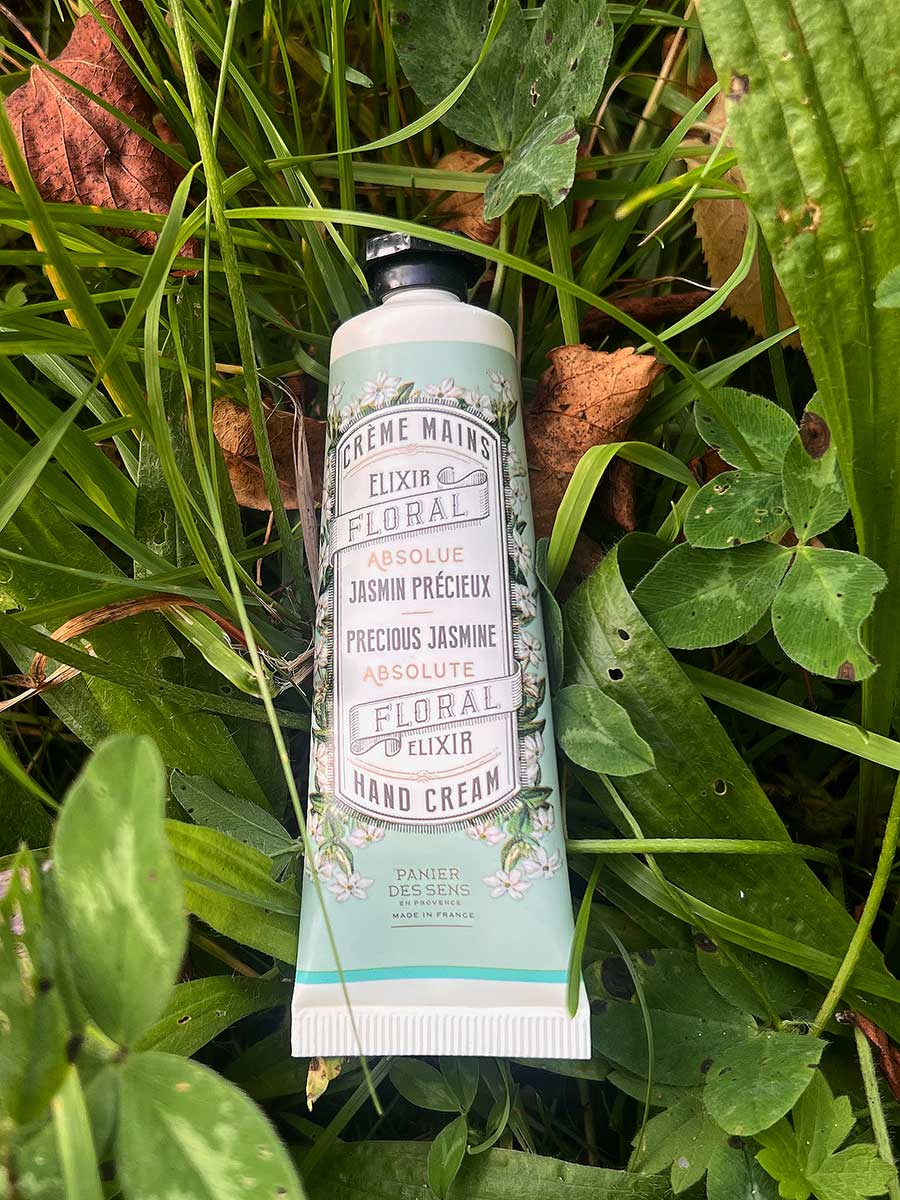 CRÈME MAINS
ELIXIR
FLORAL
ABSOLUE
JASMIN PRÉCIEUX
PRECIOUS JASMINE
ABSOLUTE
FLORAL
ELIXIR
HAND CREAM
PANIER
DES SENS
EN PROVENCE
MADE IN FRANCE